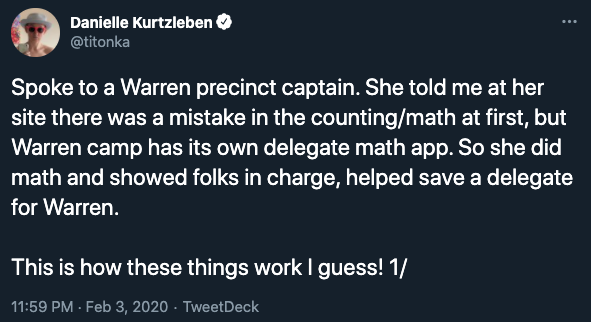 Danielle Kurtzleben
@titonka
Spoke to a Warren precinct captain. She told me at her
site there was a mistake in the counting/math at first, but
Warren camp has its own delegate math app. So she did
math and showed folks in charge, helped save a delegate
for Warren.
This is how these things work I guess! 1/
11:59 PM · Feb 3, 2020 · TweetDeck